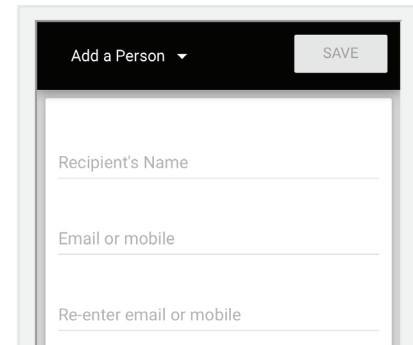 Add a Person
SAVE
Recipient's Name
Email or mobile
Re-enter email or mobile